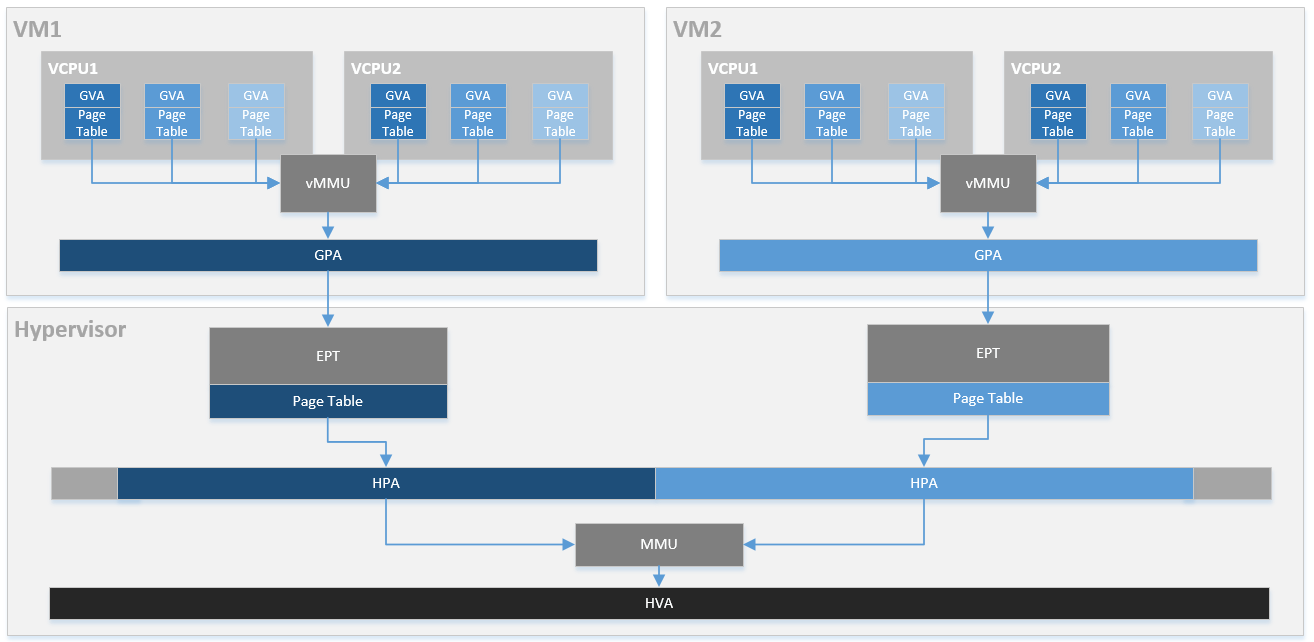 VM1
VCPU1
GVA
Page
Table
GVA
Page
Table
GVA
Page
Table
VCPU2
GVA
Page
Table
GVA
Page
Table
GVA
Page
Table
vMMU
GPA
VM2
VCPU1
GVA
Page
Table
GVA
Page
Table
GVA
Page
Table
VCPU2
GVA
Page
Table
GVA
Page
Table
GVA
Page
Table
vMMU
GPA
Hypervisor
EPT
Page Table
EPT
Page Table
HPA
HPA
MMU
HVA